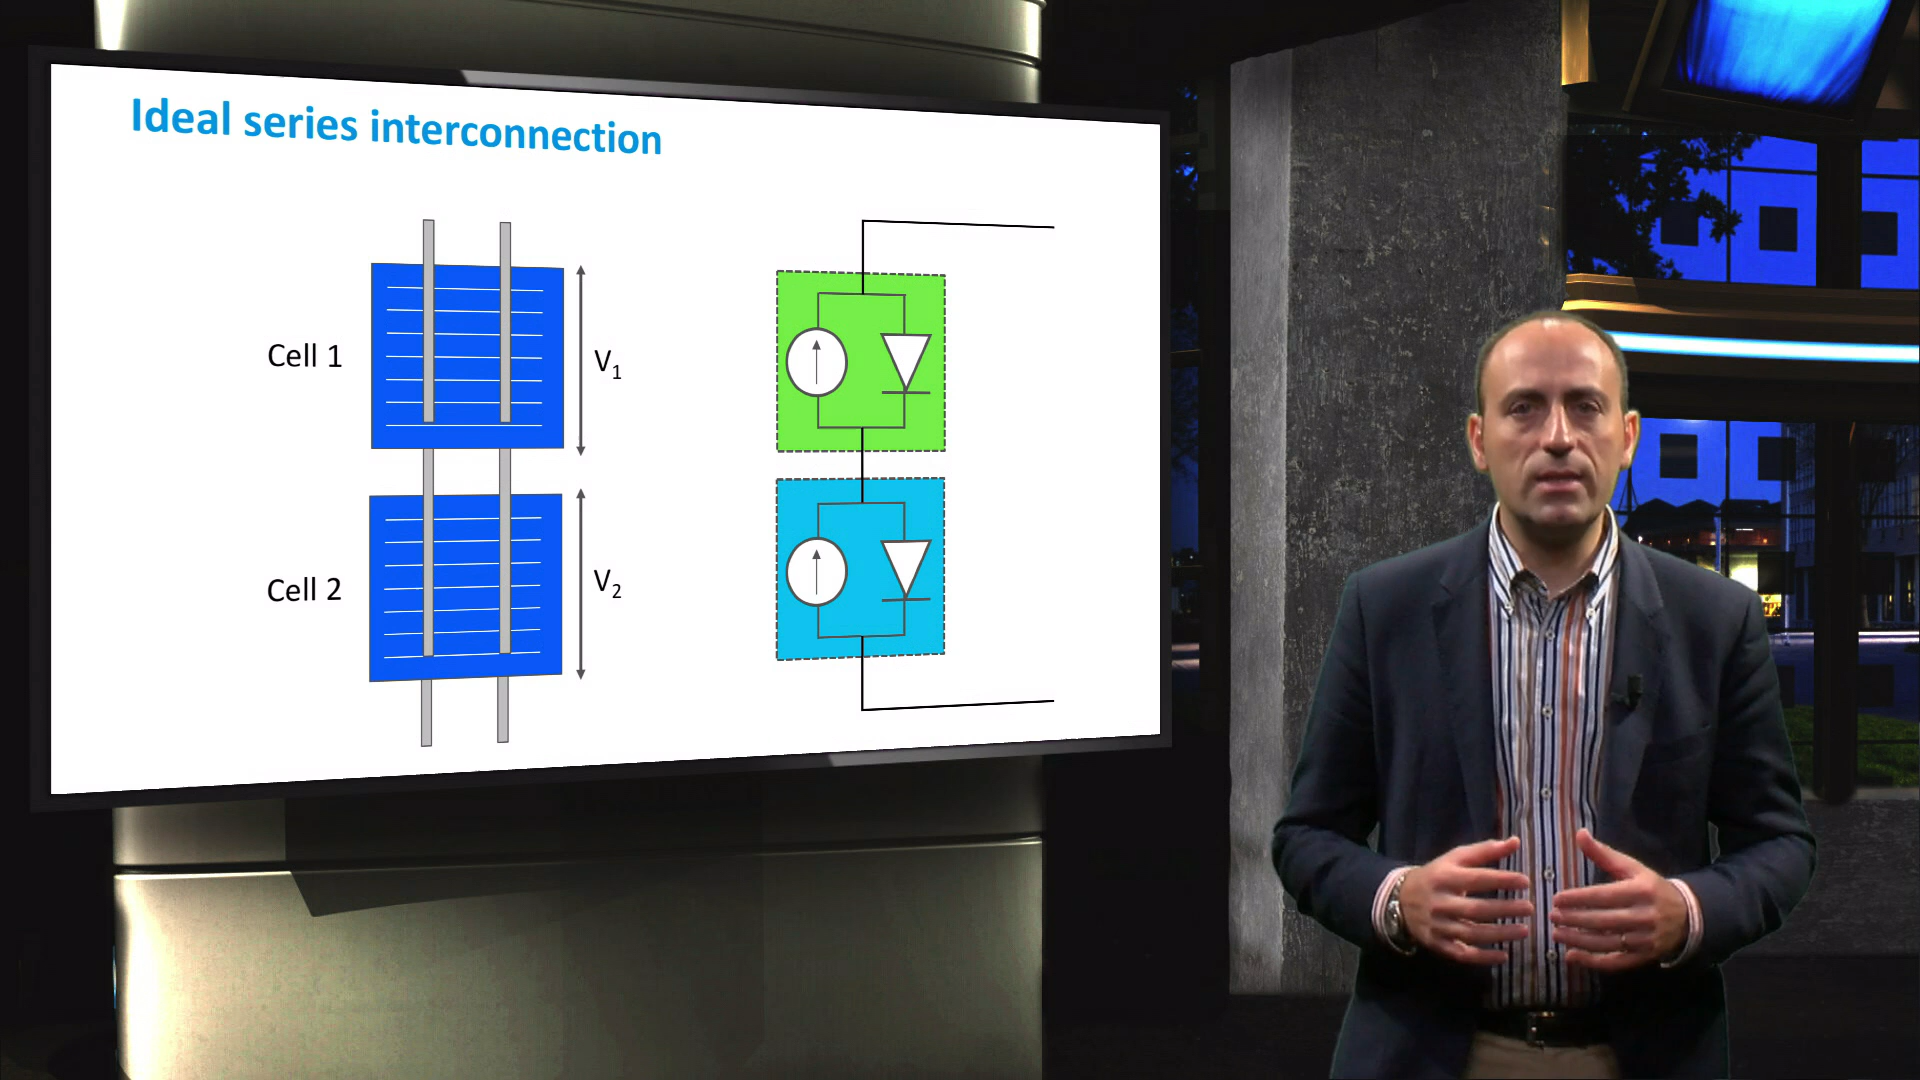 Ideal series interconnection
Cell 1
V₁
Cell 2
V₂